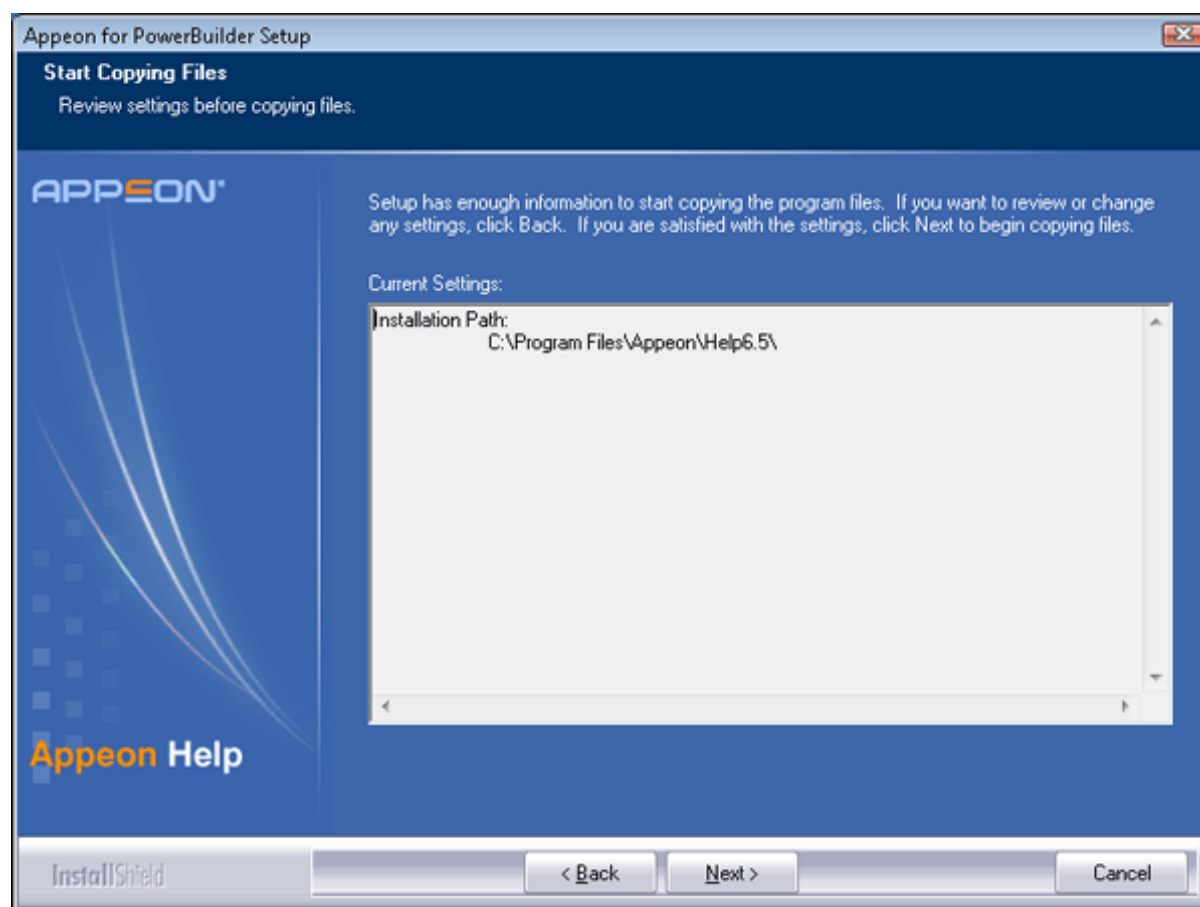 Appeon for PowerBuilder Setup
Start Copying Files
Review settings before copying files.
APPEON
Setup has enough information to start copying the program files. If you want to review or change
any settings, click Back. If you are satisfied with the settings, click Next to begin copying files.
Current Settings:
Installation Path:
C:\Program Files\Appeon\Help6.5\
Appeon Help
InstallShield
< Back
Next >
Cancel